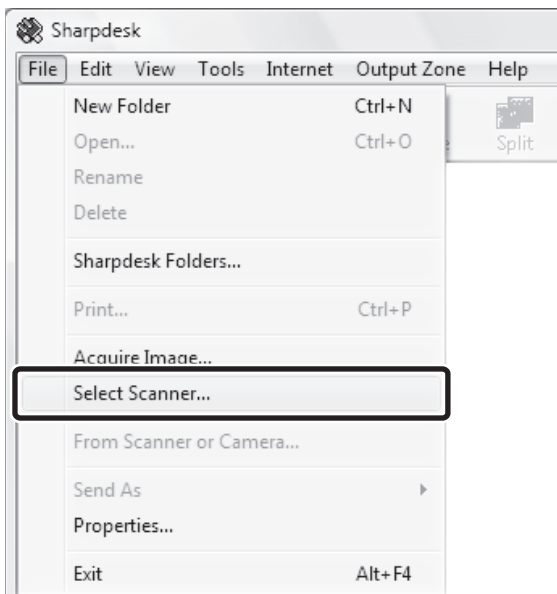 Sharpdesk
File Edit View Tools Internet Output Zone Help
New Folder Ctrl+N
Open... Ctrl+O
Split
Rename
Delete
Sharpdesk Folders...
Print... Ctrl+P
Acquire Image...
Select Scanner...
From Scanner or Camera...
Send As
Properties...
Exit Alt+F4